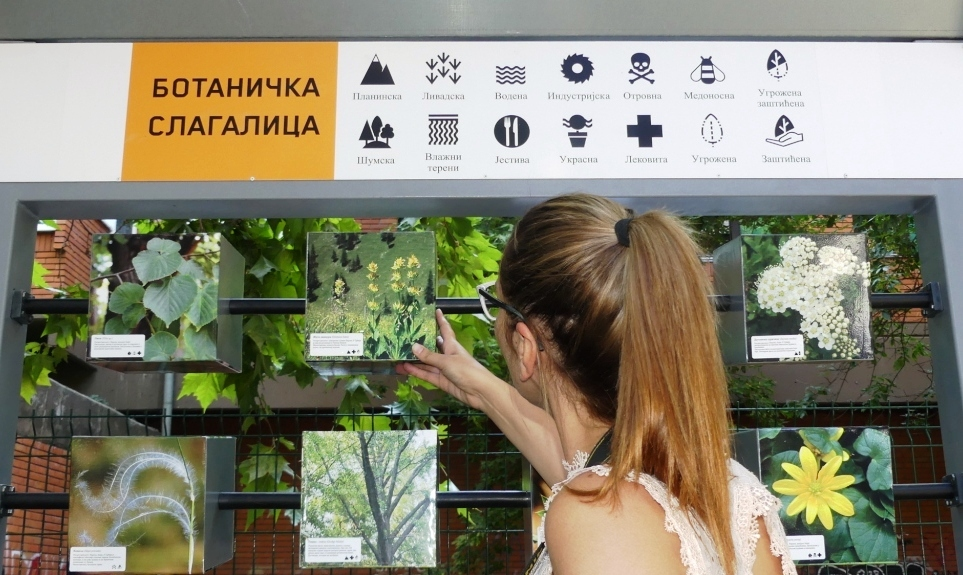 БОТАНИЧКА
СЛАГАЛИЦА
Планинска
Ливадска
Водена
Индустријска
Отровна
Медоносна
Угрожена
заштићена
Шумска
Влажни
терени
Јестива
Украсна
Лековита
Угрожена
Заштићена